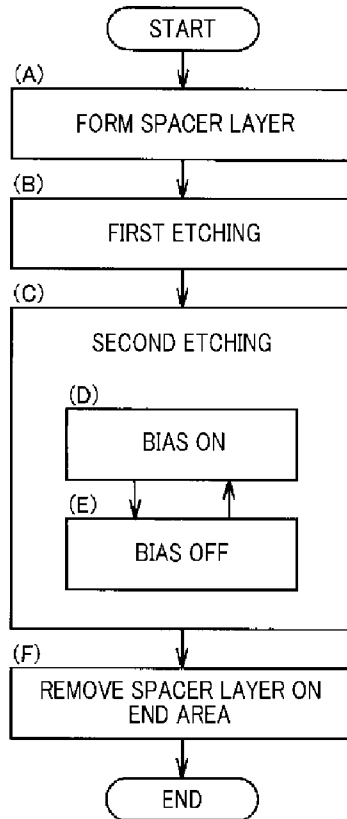 START
(A)
FORM SPACER LAYER
(B)
FIRST ETCHING
(C)
SECOND ETCHING
(D)
BIAS ON
(E)
BIAS OFF
(F)
REMOVE SPACER LAYER ON
END AREA
END